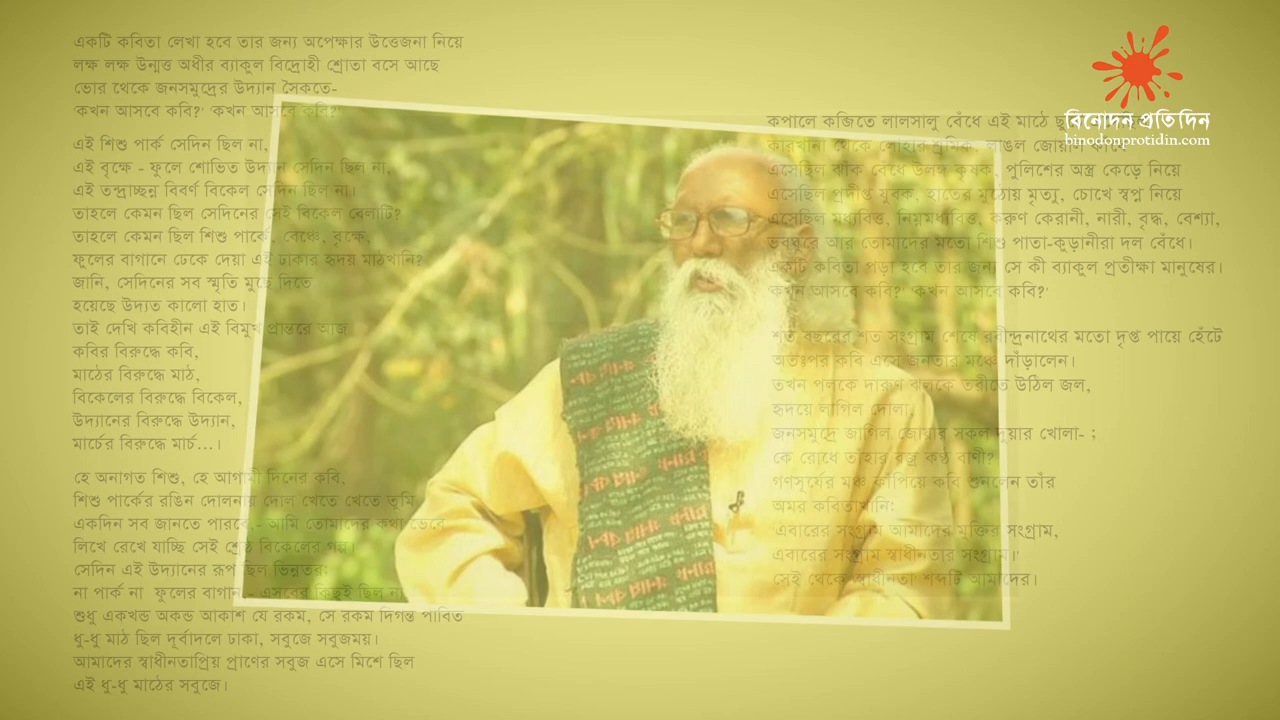 একটি কবিতা লেখা হবে তার জন্য অপেক্ষার উত্তেজনা নিয়ে
লক্ষ লক্ষ উন্মত্ত অধীর ব্যাকুল বিদ্রোহী শ্রোতা বসে আছে
ভোর থেকে জনসমুদ্রের উদ্যান সৈকতে-
'কখন আসবে কবি?' 'কখন আসবে কবি?'
এই শিশু পার্ক সেদিন ছিল না,
এই বৃক্ষে - ফুলে শোভিত উদ্যান সেদিন ছিল না,
এই তন্দ্রাচ্ছন্ন বিবর্ণ বিকেল সেদিন ছিল না।
তাহলে কেমন ছিল সেদিনের সেই বিকেল বেলাটি?
তাহলে কেমন ছিল শিশু পার্কে, বেঞ্চে, বৃক্ষে,
ফুলের বাগানে ঢেকে দেয়া এই ঢাকার হৃদয় মাঠখানি?
জানি, সেদিনের সব স্মৃতি মুছে দিতে
হয়েছে উদ্যত কালো হাত।
তাই দেখি কবিহীন এই বিমুখ প্রান্তরে আজ
কবির বিরুদ্ধে কবি,
মাঠের বিরুদ্ধে মাঠ,
বিকেলের বিরুদ্ধে বিকেল,
উদ্যানের বিরুদ্ধে উদ্যান,
মার্চের বিরুদ্ধে মার্চ...।
হে অনাগত শিশু, হে আগামী দিনের কবি,
শিশু পার্কের রঙিন দোলনায় দোল খেতে খেতে তুমি
একদিন সব জানতে পারবে,- আমি তোমাদের কথা ভেবে
লিখে রেখে যাচ্ছি সেই শ্রেষ্ঠ বিকেলের গল্প।
সেদিন এই উদ্যানের রূপ ছিল ভিন্নতর:
না পার্ক না ফুলের বাগান,- এসবের কিছুই ছিল না,
শুধু একখন্ড অকন্ড আকাশ যে রকম, সে রকম দিগন্ত পাবিত
ধু-ধু মাঠ ছিল দূর্বাদলে ঢাকা, সবুজে সবুজময়।
আমাদের স্বাধীনতাপ্রিয় প্রাণের সবুজ এসে মিশে ছিল
এই ধু-ধু মাঠের সবুজে।
বিনোদন প্রতিদিন
binodonprotidin.com
কপালে কজিতে লালসালু বেঁধে এই মাঠে
কারখানা থেকে লোহার শ্রমিক, লাঙল জোয়াল কাঁধে
এসেছিল ঝাঁক বেঁধে উলঙ্গ কৃষক, পুলিশের অস্ত্র কেড়ে নিয়ে
এসেছিল প্রদীপ্ত যুবক, হাতের মুঠোয় মৃত্যু, চোখে স্বপ্ন নিয়ে
এসেছিল মধ্যবিত্ত, নিম্নমধ্যবিত্ত, করুণ কেরানী, নারী, বৃদ্ধ, বেশ্যা,
ভবঘুরে আর তোমাদের মতো শিশু পাতা-কুড়ানীরা দল বেঁধে।
একটি কবিতা পড়া হবে তার জন্য সে কী ব্যাকুল প্রতীক্ষা মানুষের।
'কখন আসবে কবি?' 'কখন আসবে কবি?'
শত বছরের শত সংগ্রাম শেষে রবীন্দ্রনাথের মতো দৃপ্ত পায়ে হেঁটে
অতঃপর কবি এসে জনতার মঞ্চে দাঁড়ালেন।
তখন পলকে দারুণ ঝলকে তরীতে উঠিল জল,
হৃদয়ে লাগিল দোলা,
জনসমুদ্রে জাগিল জোয়ার সকল দুয়ার খোলা- ;
কে রোধে তাহার বজ্র কণ্ঠ বাণী?
গণসূর্যের মঞ্চ কাঁপিয়ে কবি শুনলেন তাঁর
অমর কবিতাখানি:
'এবারের সংগ্রাম আমাদের মুক্তির সংগ্রাম,
এবারের সংগ্রাম স্বাধীনতার সংগ্রাম।'
সেই থেকে স্বাধীনতা শব্দটি আমাদের।